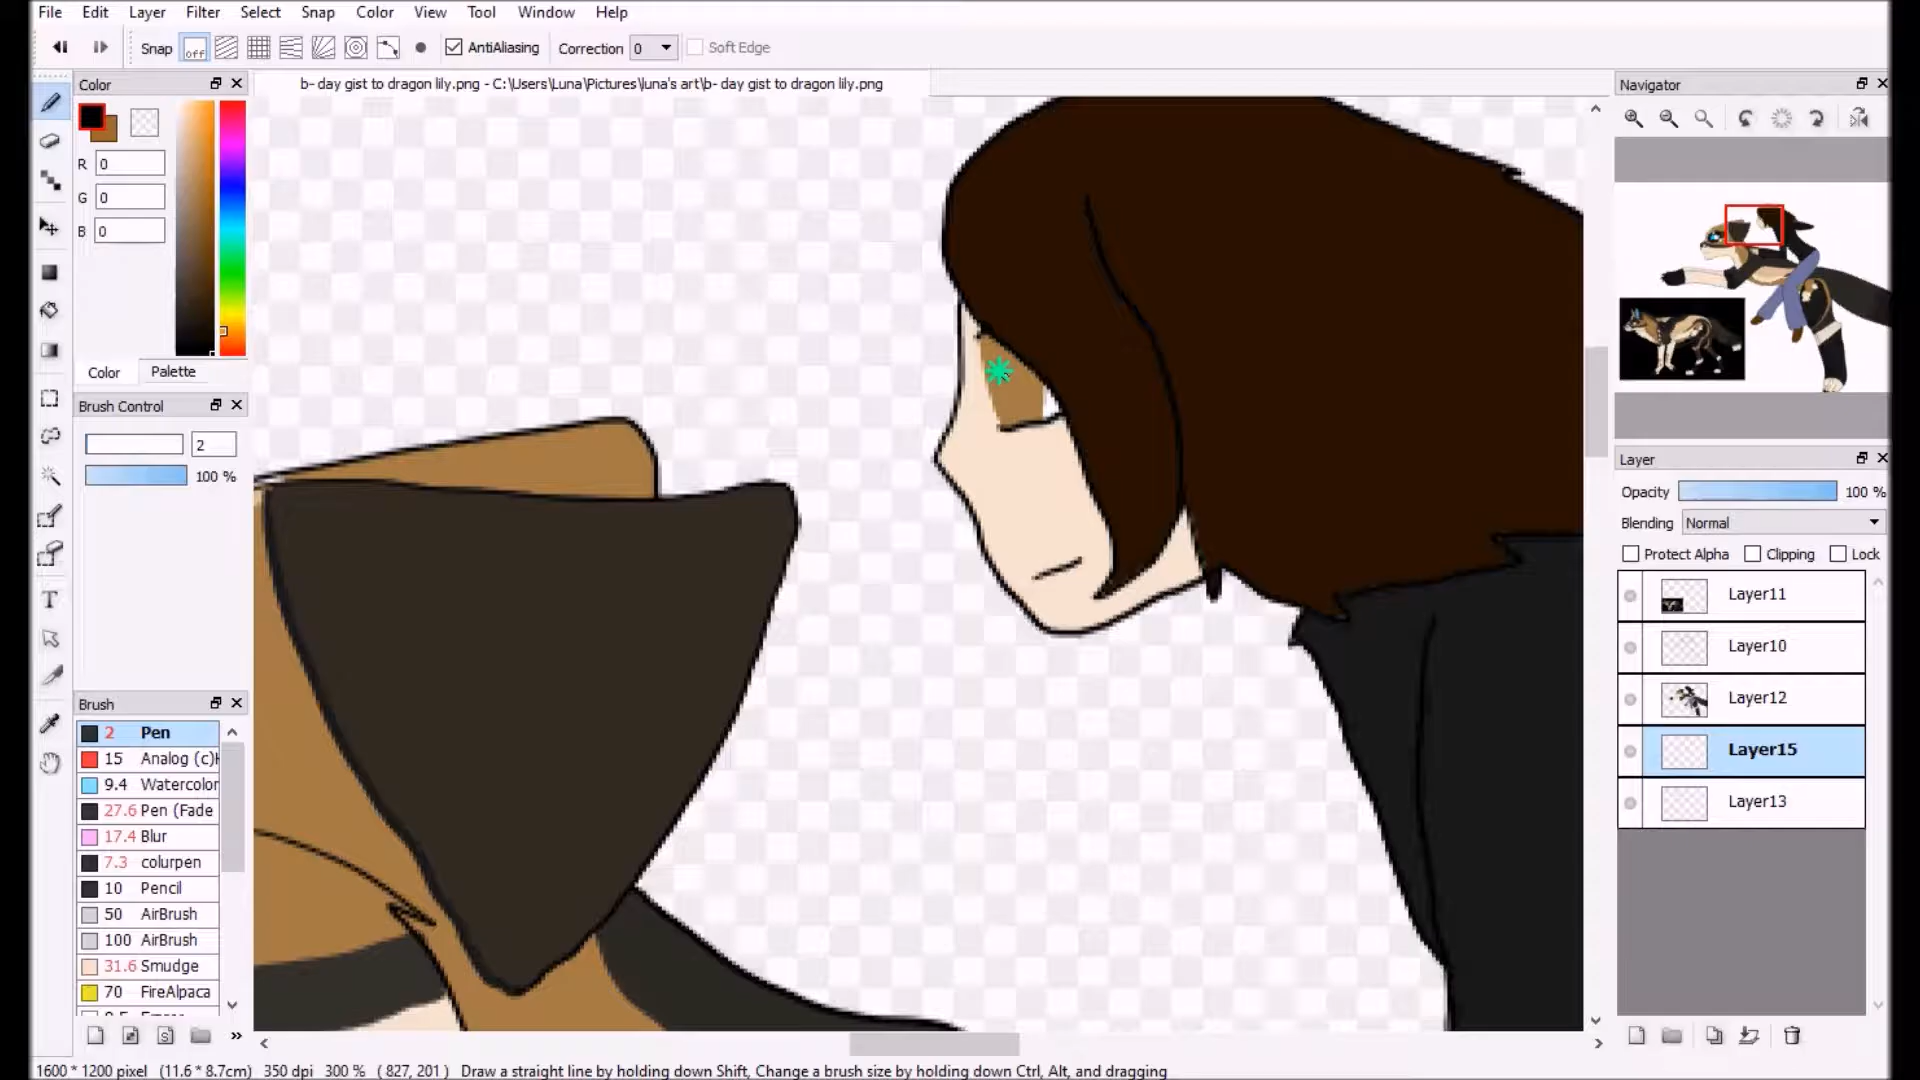 File Edit Layer Filter Select Snap Color View Tool Window Help
Snap off AntiAliasing Correction 0 Soft Edge
Color
b- day gist to dragon lily.png - C:\Users\Luna\Pictures\luna's art\b- day gist to dragon lily.png
Navigator
R 0
G 0
B 0
Color Palette
Brush Control
2
100 %
Brush
2 Pen
15 Analog (c)
9.4 Watercolor
27.6 Pen (Fade
17.4 Blur
7.3 colurpen
10 Pencil
50 AirBrush
100 AirBrush
31.6 Smudge
70 FireAlpaca
Layer
Opacity 100 %
Blending Normal
Protect Alpha Clipping Lock
Layer11
Layer10
Layer12
Layer15
Layer13
1600 * 1200 pixel (11.6 * 8.7cm) 350 dpi 300 % ( 827, 201 ) Draw a straight line by holding down Shift, Change a brush size by holding down Ctrl, Alt, and dragging